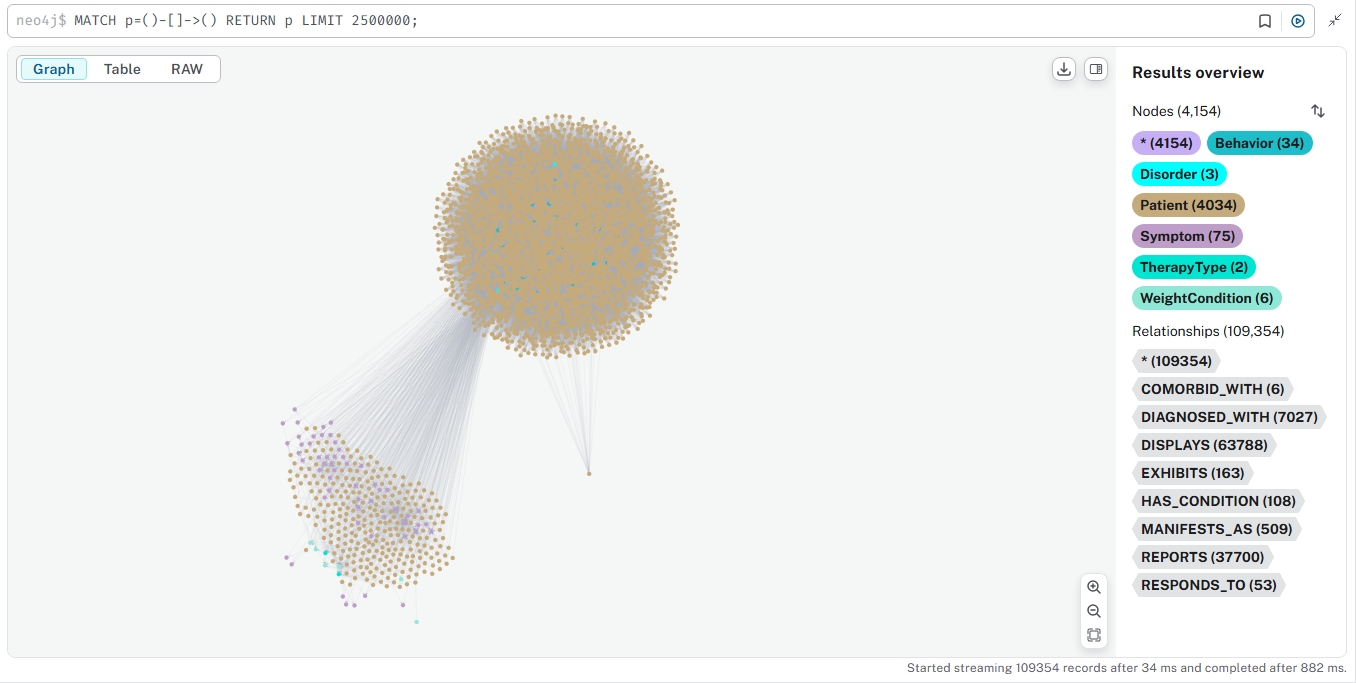 neo4j$ MATCH p=()-[]->() RETURN p LIMIT 2500000;
Graph Table RAW
Results overview
Nodes (4,154)
* (4154) Behavior (34)
Disorder (3)
Patient (4034)
Symptom (75)
TherapyType (2)
WeightCondition (6)
Relationships (109,354)
* (109354)
COMORBID_WITH (6)
DIAGNOSED_WITH (7027)
DISPLAYS (63788)
EXHIBITS (163)
HAS_CONDITION (108)
MANIFESTS_AS (509)
REPORTS (37700)
RESPONDS_TO (53)
Started streaming 109354 records after 34 ms and completed after 882 ms.